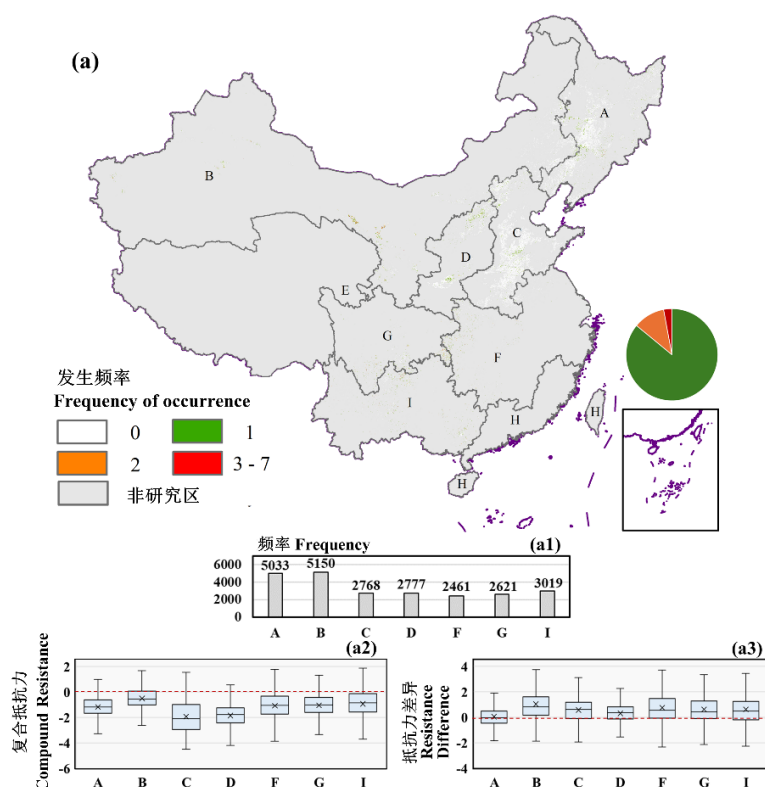 (a)
A
B
C
D
E
G
F
I
H
H
H
发生频率
Frequency of occurrence
0 1
2 3 - 7
非研究区
频率 Frequency (a1)
6000
4000
2000
0
5033 5150 2768 2777 2461 2621 3019
A B C D F G I
(a2)
复合抵抗力
Compound Resistance
2
0
-2
-4
-6
A B C D F G I
(a3)
抵抗力差异
Resistance
Difference
4
2
0
-2
-4
A B C D F G I